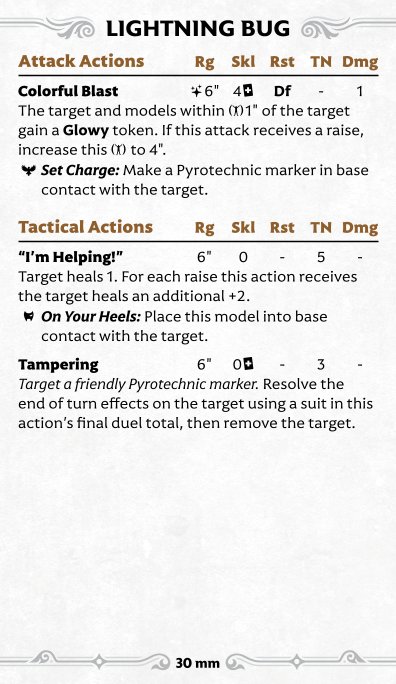 LIGHTNING BUG
Attack Actions Rg Skl Rst TN Dmg
Colorful Blast 6" 4 Df - 1
The target and models within 1" of the target
gain a Glowy token. If this attack receives a raise,
increase this to 4".
Set Charge: Make a Pyrotechnic marker in base
contact with the target.
Tactical Actions Rg Skl Rst TN Dmg
“I’m Helping!” 6" 0 - 5 -
Target heals 1. For each raise this action receives
the target heals an additional +2.
On Your Heels: Place this model into base
contact with the target.
Tampering 6" 0 - 3 -
Target a friendly Pyrotechnic marker. Resolve the
end of turn effects on the target using a suit in this
action’s final duel total, then remove the target.
30 mm